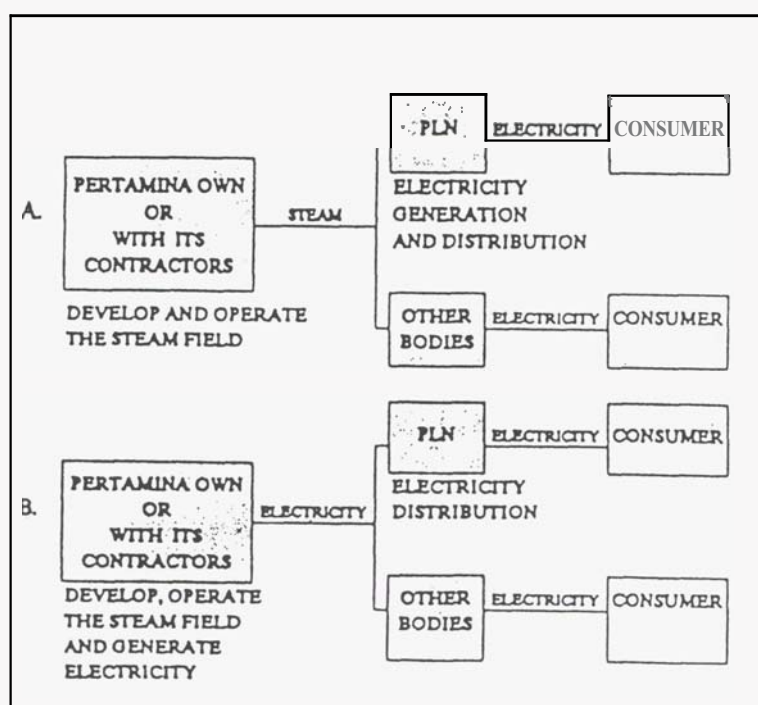 A.
PERTAMINA OWN
OR
WITH ITS
CONTRACTORS
DEVELOP AND OPERATE
THE STEAM FIELD
STEAM
PLN
ELECTRICITY
GENERATION
AND DISTRIBUTION
ELECTRICITY
CONSUMER
OTHER
BODIES
ELECTRICITY
CONSUMER
B.
PERTAMINA OWN
OR
WITH ITS
CONTRACTORS
DEVELOP, OPERATE
THE STEAM FIELD
AND GENERATE
ELECTRICITY
ELECTRICITY
PLN
ELECTRICITY
DISTRIBUTION
ELECTRICITY
CONSUMER
OTHER
BODIES
ELECTRICITY
CONSUMER